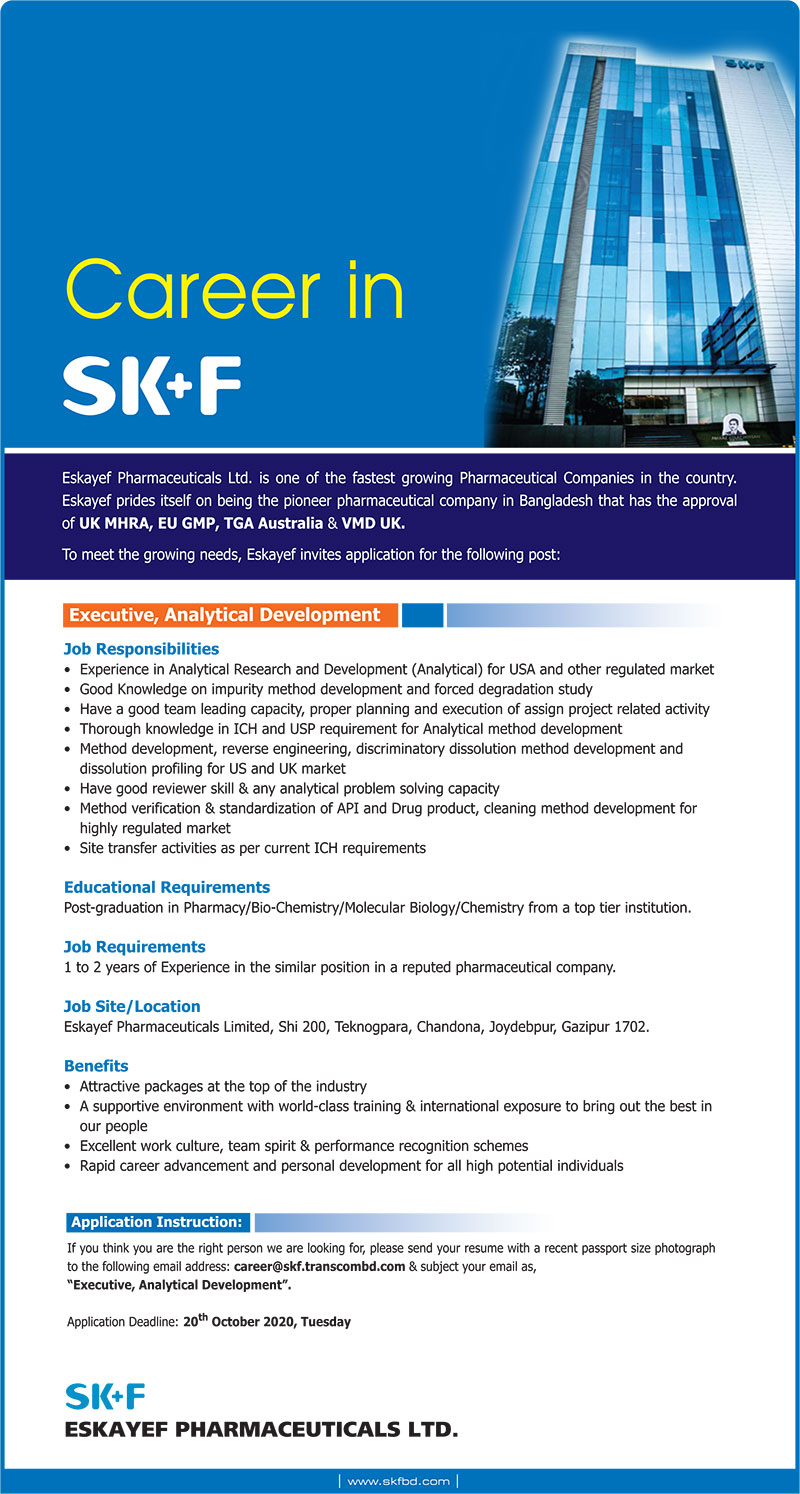 SK+F
Career in
SK+F
Eskayef Pharmaceuticals Ltd. is one of the fastest growing Pharmaceutical Companies in the country.
Eskayef prides itself on being the pioneer pharmaceutical company in Bangladesh that has the approval
of UK MHRA, EU GMP, TGA Australia & VMD UK.
To meet the growing needs, Eskayef invites application for the following post:
Executive, Analytical Development
Job Responsibilities
• Experience in Analytical Research and Development (Analytical) for USA and other regulated market
• Good Knowledge on impurity method development and forced degradation study
• Have a good team leading capacity, proper planning and execution of assign project related activity
• Thorough knowledge in ICH and USP requirement for Analytical method development
• Method development, reverse engineering, discriminatory dissolution method development and
dissolution profiling for US and UK market
• Have good reviewer skill & any analytical problem solving capacity
• Method verification & standardization of API and Drug product, cleaning method development for
highly regulated market
• Site transfer activities as per current ICH requirements
Educational Requirements
Post-graduation in Pharmacy/Bio-Chemistry/Molecular Biology/Chemistry from a top tier institution.
Job Requirements
1 to 2 years of Experience in the similar position in a reputed pharmaceutical company.
Job Site/Location
Eskayef Pharmaceuticals Limited, Shi 200, Teknogpara, Chandona, Joydebpur, Gazipur 1702.
Benefits
• Attractive packages at the top of the industry
• A supportive environment with world-class training & international exposure to bring out the best in
our people
• Excellent work culture, team spirit & performance recognition schemes
• Rapid career advancement and personal development for all high potential individuals
Application Instruction:
If you think you are the right person we are looking for, please send your resume with a recent passport size photograph
to the following email address: career@skf.transcombd.com & subject your email as,
“Executive, Analytical Development”.
Application Deadline: 20th October 2020, Tuesday
SK+F
ESKAYEF PHARMACEUTICALS LTD.
| www.skfbd.com |